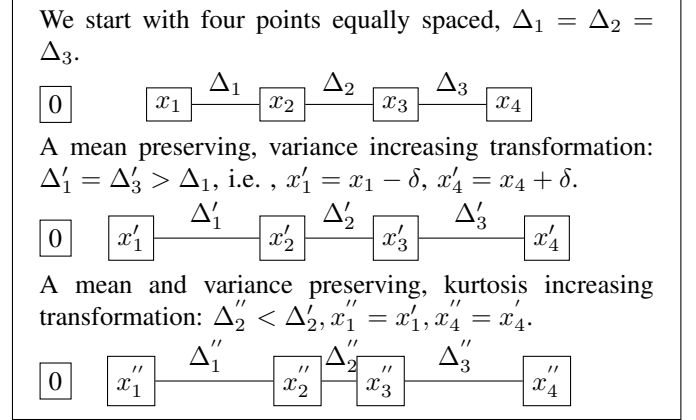 We start with four points equally spaced, Δ₁ = Δ₂ =
Δ₃.
Δ₁ Δ₂ Δ₃
0 x₁ x₂ x₃ x₄
A mean preserving, variance increasing transformation:
Δ′₁ = Δ′₃ > Δ₁, i.e. , x′₁ = x₁ − δ, x′₄ = x₄ + δ.
Δ′₁ Δ′₂ Δ′₃
0 x′₁ x′₂ x′₃ x′₄
A mean and variance preserving, kurtosis increasing
transformation: Δ″₂ < Δ′₂, x″₁ = x′₁, x″₄ = x′₄.
Δ″₁ Δ″₂ Δ″₃
0 x″₁ x″₂ x″₃ x″₄